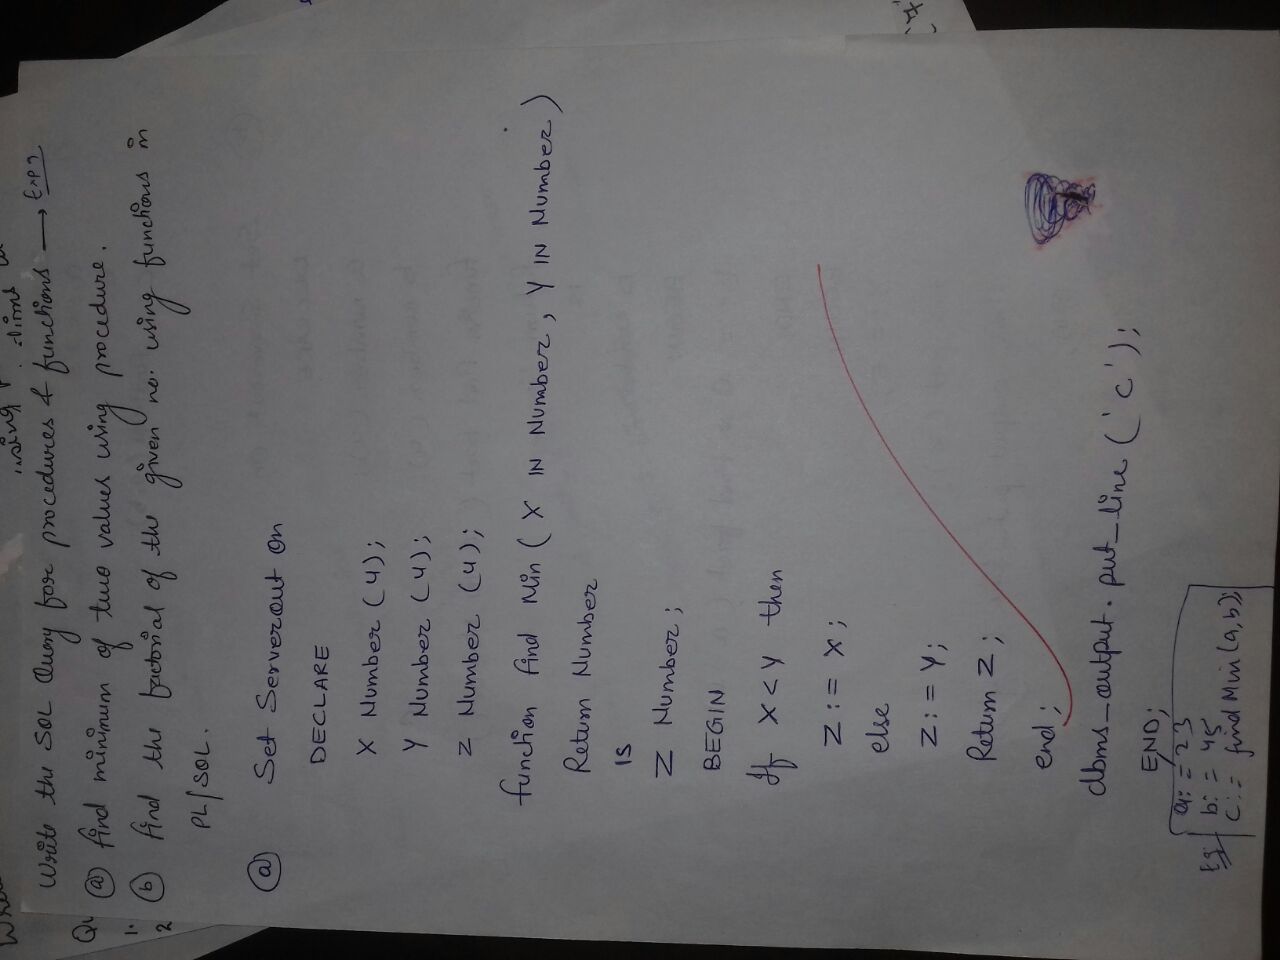 Write the SQL Query for procedures & functions → Exp 9
Qu (a) find minimum of two values using procedure.
1.
2 (b) find the factorial of the given no. using functions in
PL/SQL.
(a) Set Serverout On
DECLARE
X Number (4);
Y Number (4);
Z Number (4);
function find Min ( X IN Number, Y IN Number)
Return Number
IS
Z Number;
BEGIN
If X < Y then
Z := X;
else
Z := Y;
Return Z;
end;
dbms_output.put_line ('c');
END;
Eg: a: = 23
b: = 45
c: = find Min (a,b);